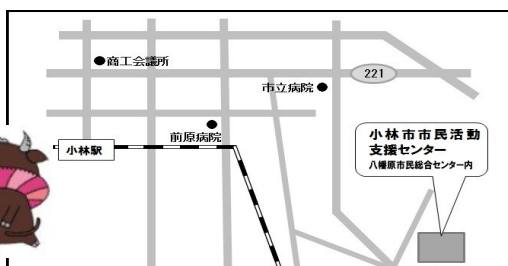 商工会議所
市立病院
221
前原病院
小林駅
小林市市民活動
支援センター
八幡原市民総合センター内